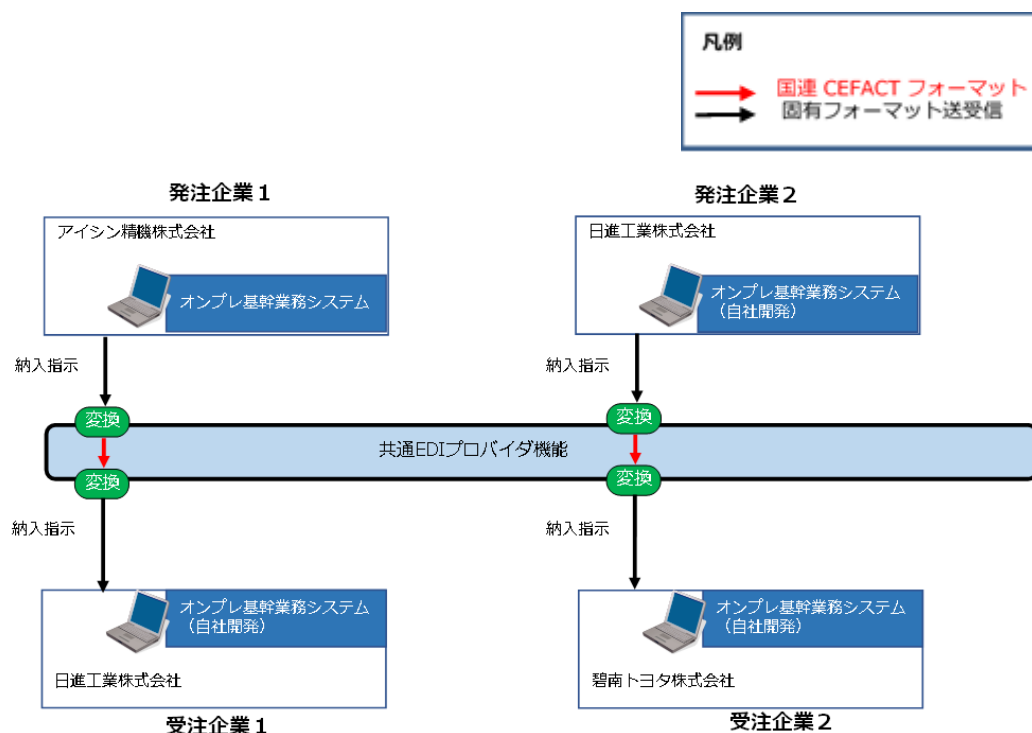 凡例
国連 CEFACT フォーマット
固有フォーマット送受信
発注企業１
発注企業２
アイシン精機株式会社
オンプレ基幹業務システム
日進工業株式会社
オンプレ基幹業務システム
（自社開発）
納入指示
納入指示
変換
変換
共通EDIプロバイダ機能
変換
変換
納入指示
納入指示
オンプレ基幹業務システム
（自社開発）
日進工業株式会社
オンプレ基幹業務システム
（自社開発）
碧南トヨタ株式会社
受注企業１
受注企業２